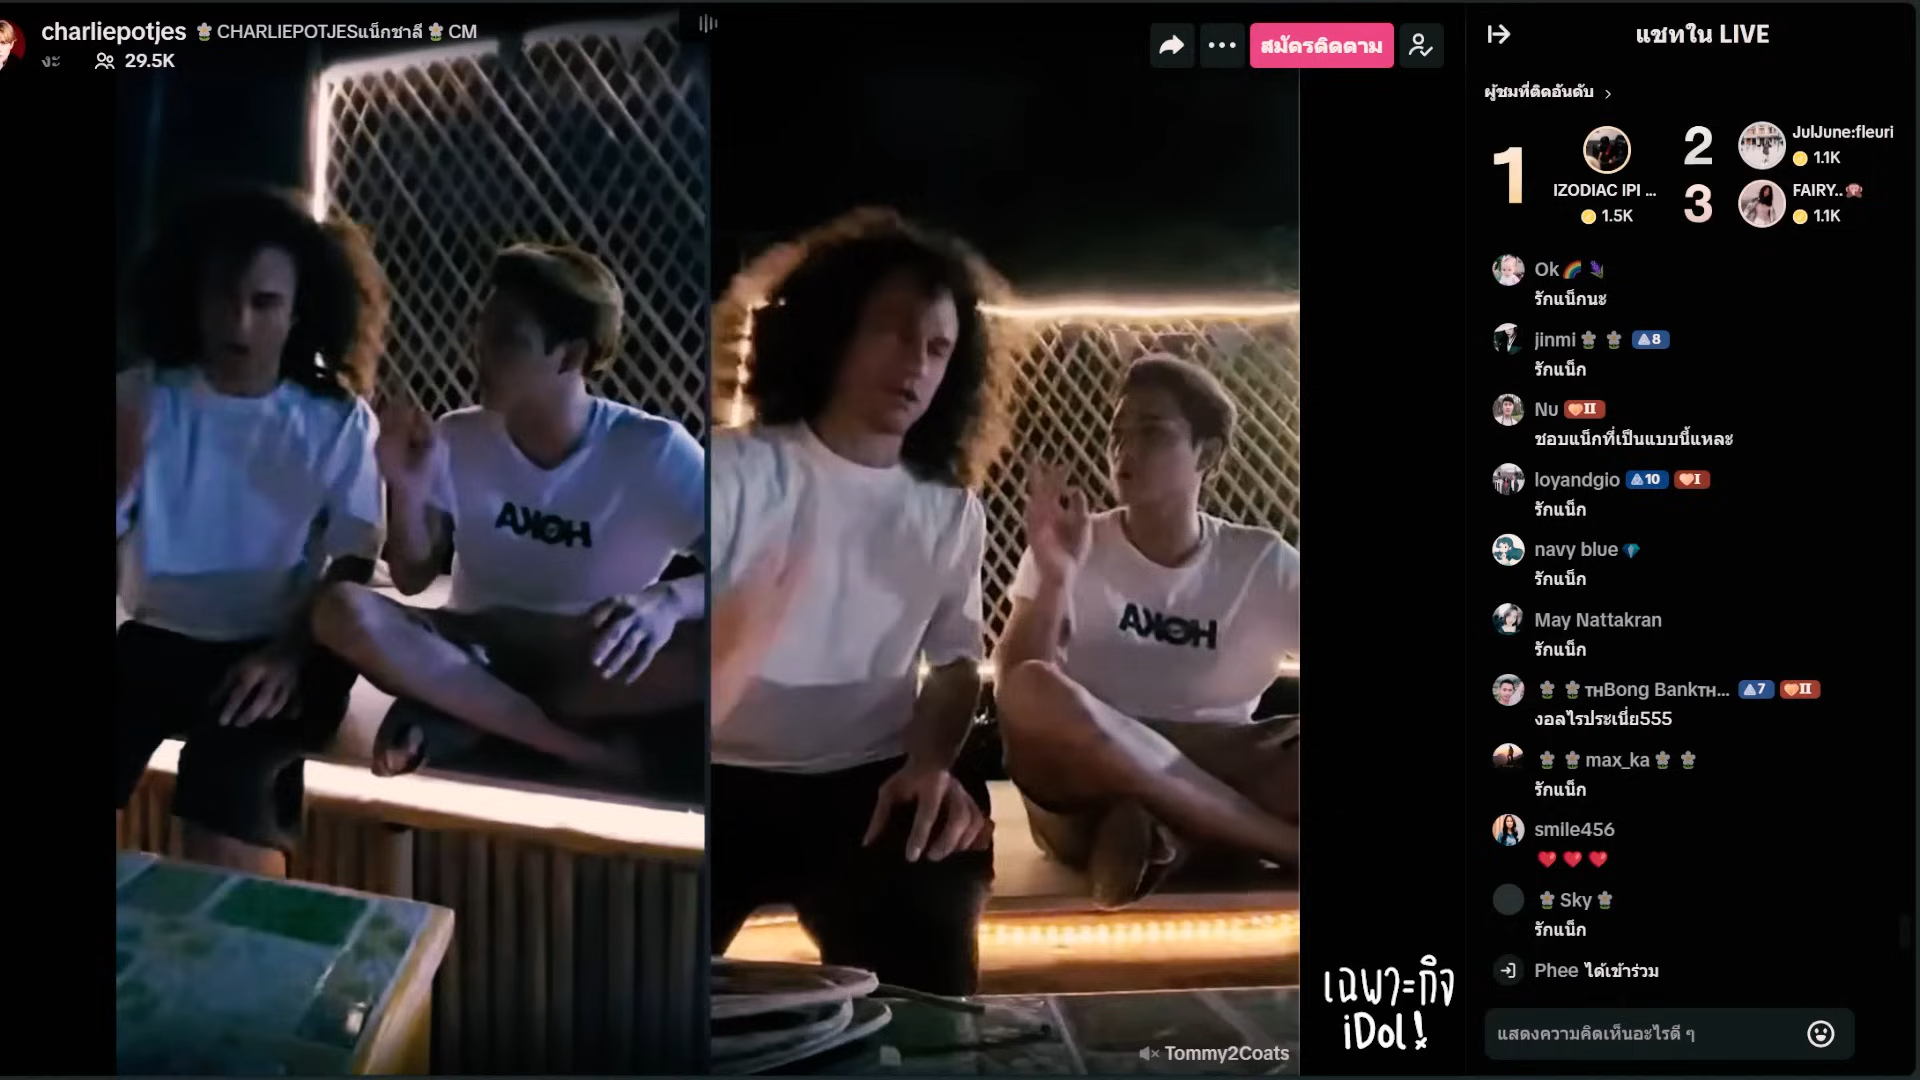 charliepotjes CHARLIEPOTJESแน็กชาลี CM
งะ 29.5K
สมัครติดตาม
แชทใน LIVE
ผู้ชมที่ติดอันดับ
1 IZODIAC IPI ... 1.5K
2 JulJune:fleuri 1.1K
3 FAIRY.. 1.1K
Ok
รักแน็กนะ
jinmi 8
รักแน็ก
Nu II
ชอบแน็กที่เป็นแบบนี้แหละ
loyandgio 10 I
รักแน็ก
navy blue
รักแน็ก
May Nattakran
รักแน็ก
ᴛʜBong Bankᴛʜ... 7 II
งอลไรประเนี่ย555
max_ka
รักแน็ก
smile456
Sky
รักแน็ก
Phee ได้เข้าร่วม
แสดงความคิดเห็นอะไรดี ๆ
HOKA
HOKA
เฉพาะกิจ
iDol!
Tommy2Coats